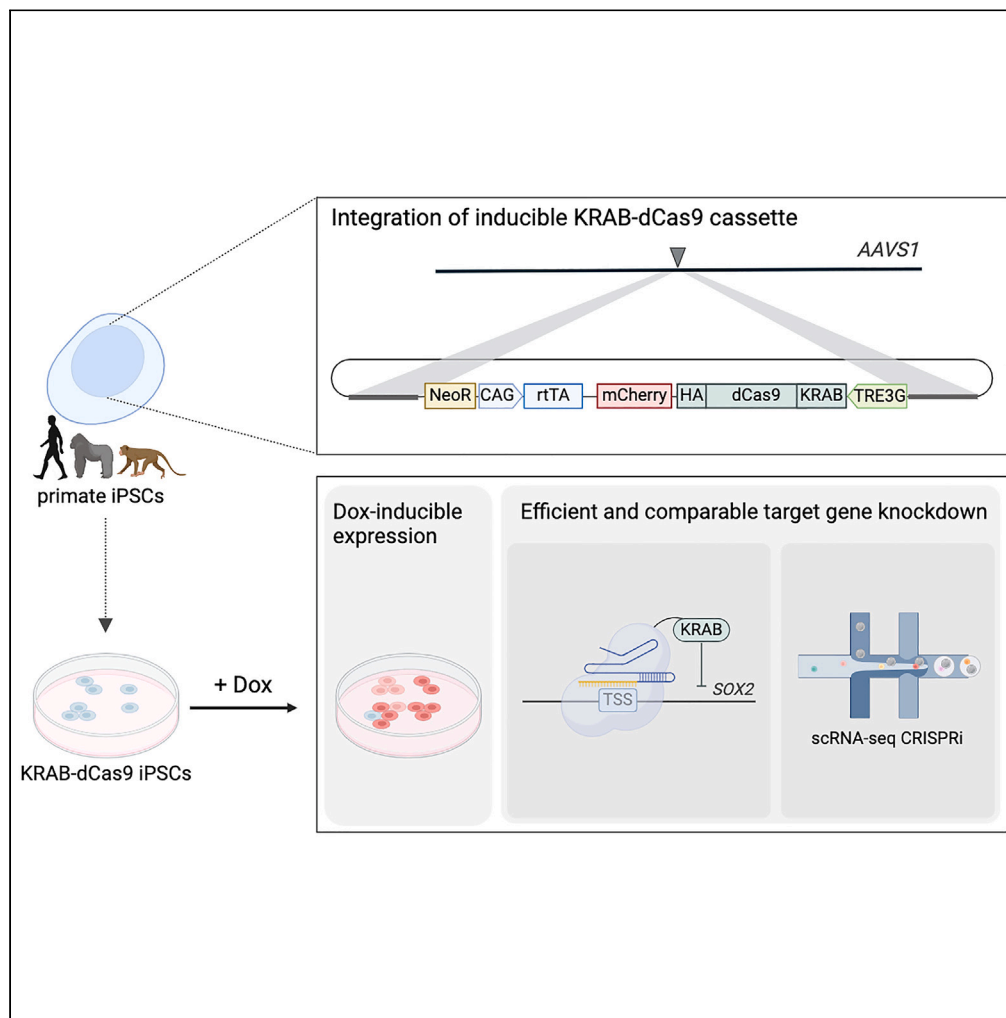 Integration of inducible KRAB-dCas9 cassette
AAVS1
NeoR CAG rtTA mCherry HA dCas9 KRAB TRE3G
primate iPSCs
Dox-inducible
expression
Efficient and comparable target gene knockdown
+ Dox
KRAB
SOX2
TSS
scRNA-seq CRISPRi
KRAB-dCas9 iPSCs